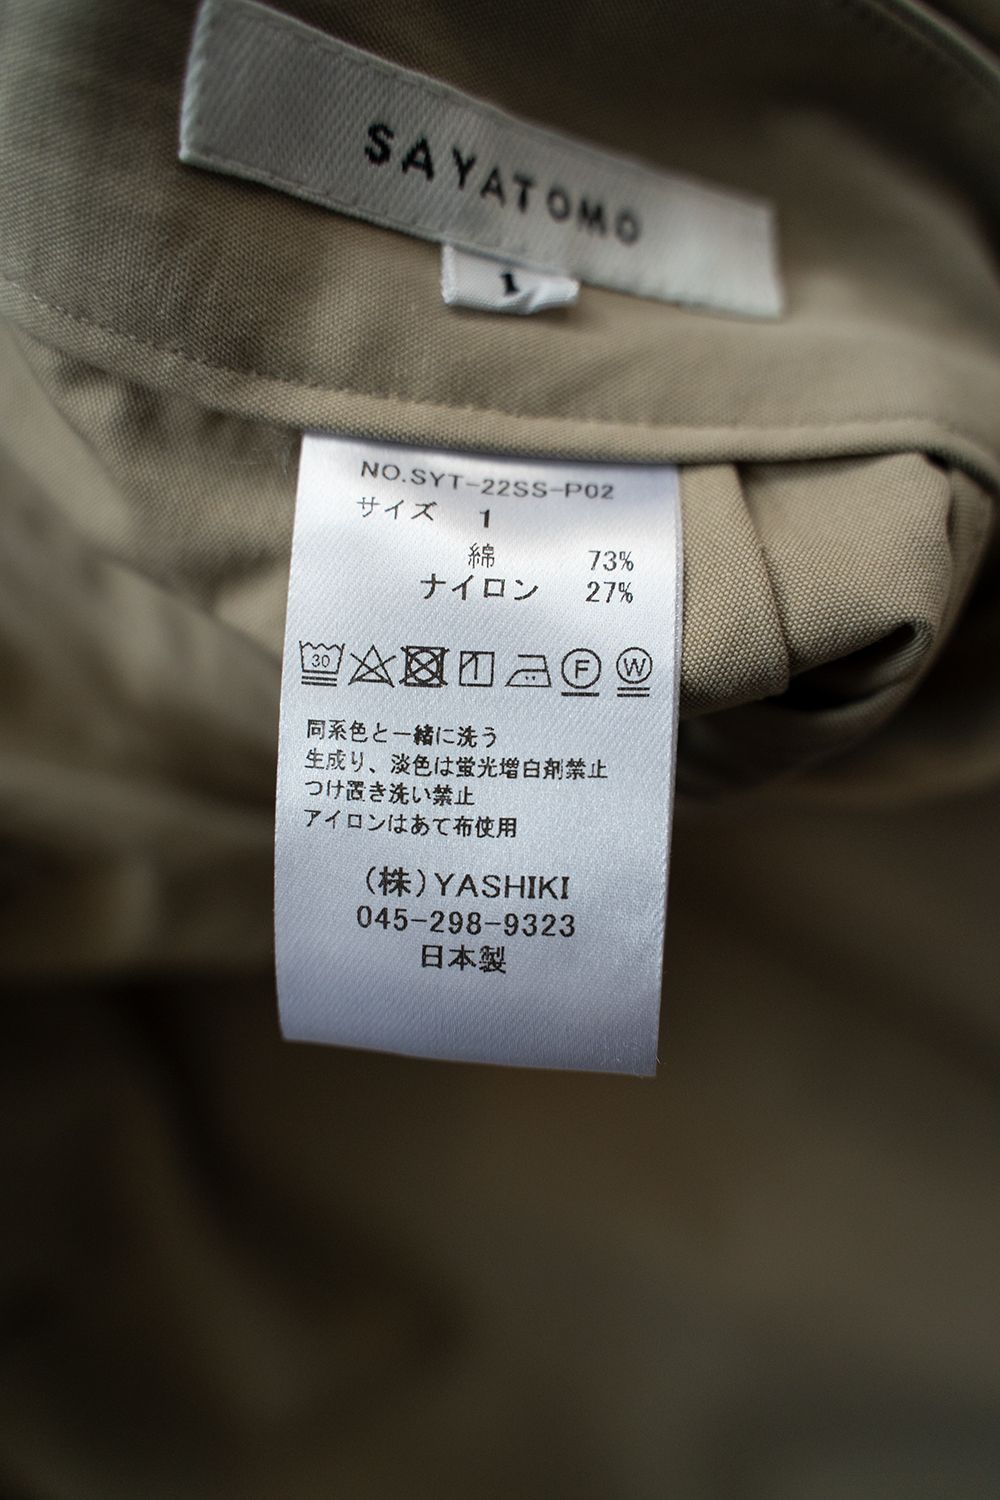 SAYATOMO
1
NO.SYT-22SS-P02
サイズ 1
綿 73%
ナイロン 27%
30 F W
同系色と一緒に洗う
生成り、淡色は蛍光増白剤禁止
つけ置き洗い禁止
アイロンはあて布使用
(株)YASHIKI
045-298-9323
日本製